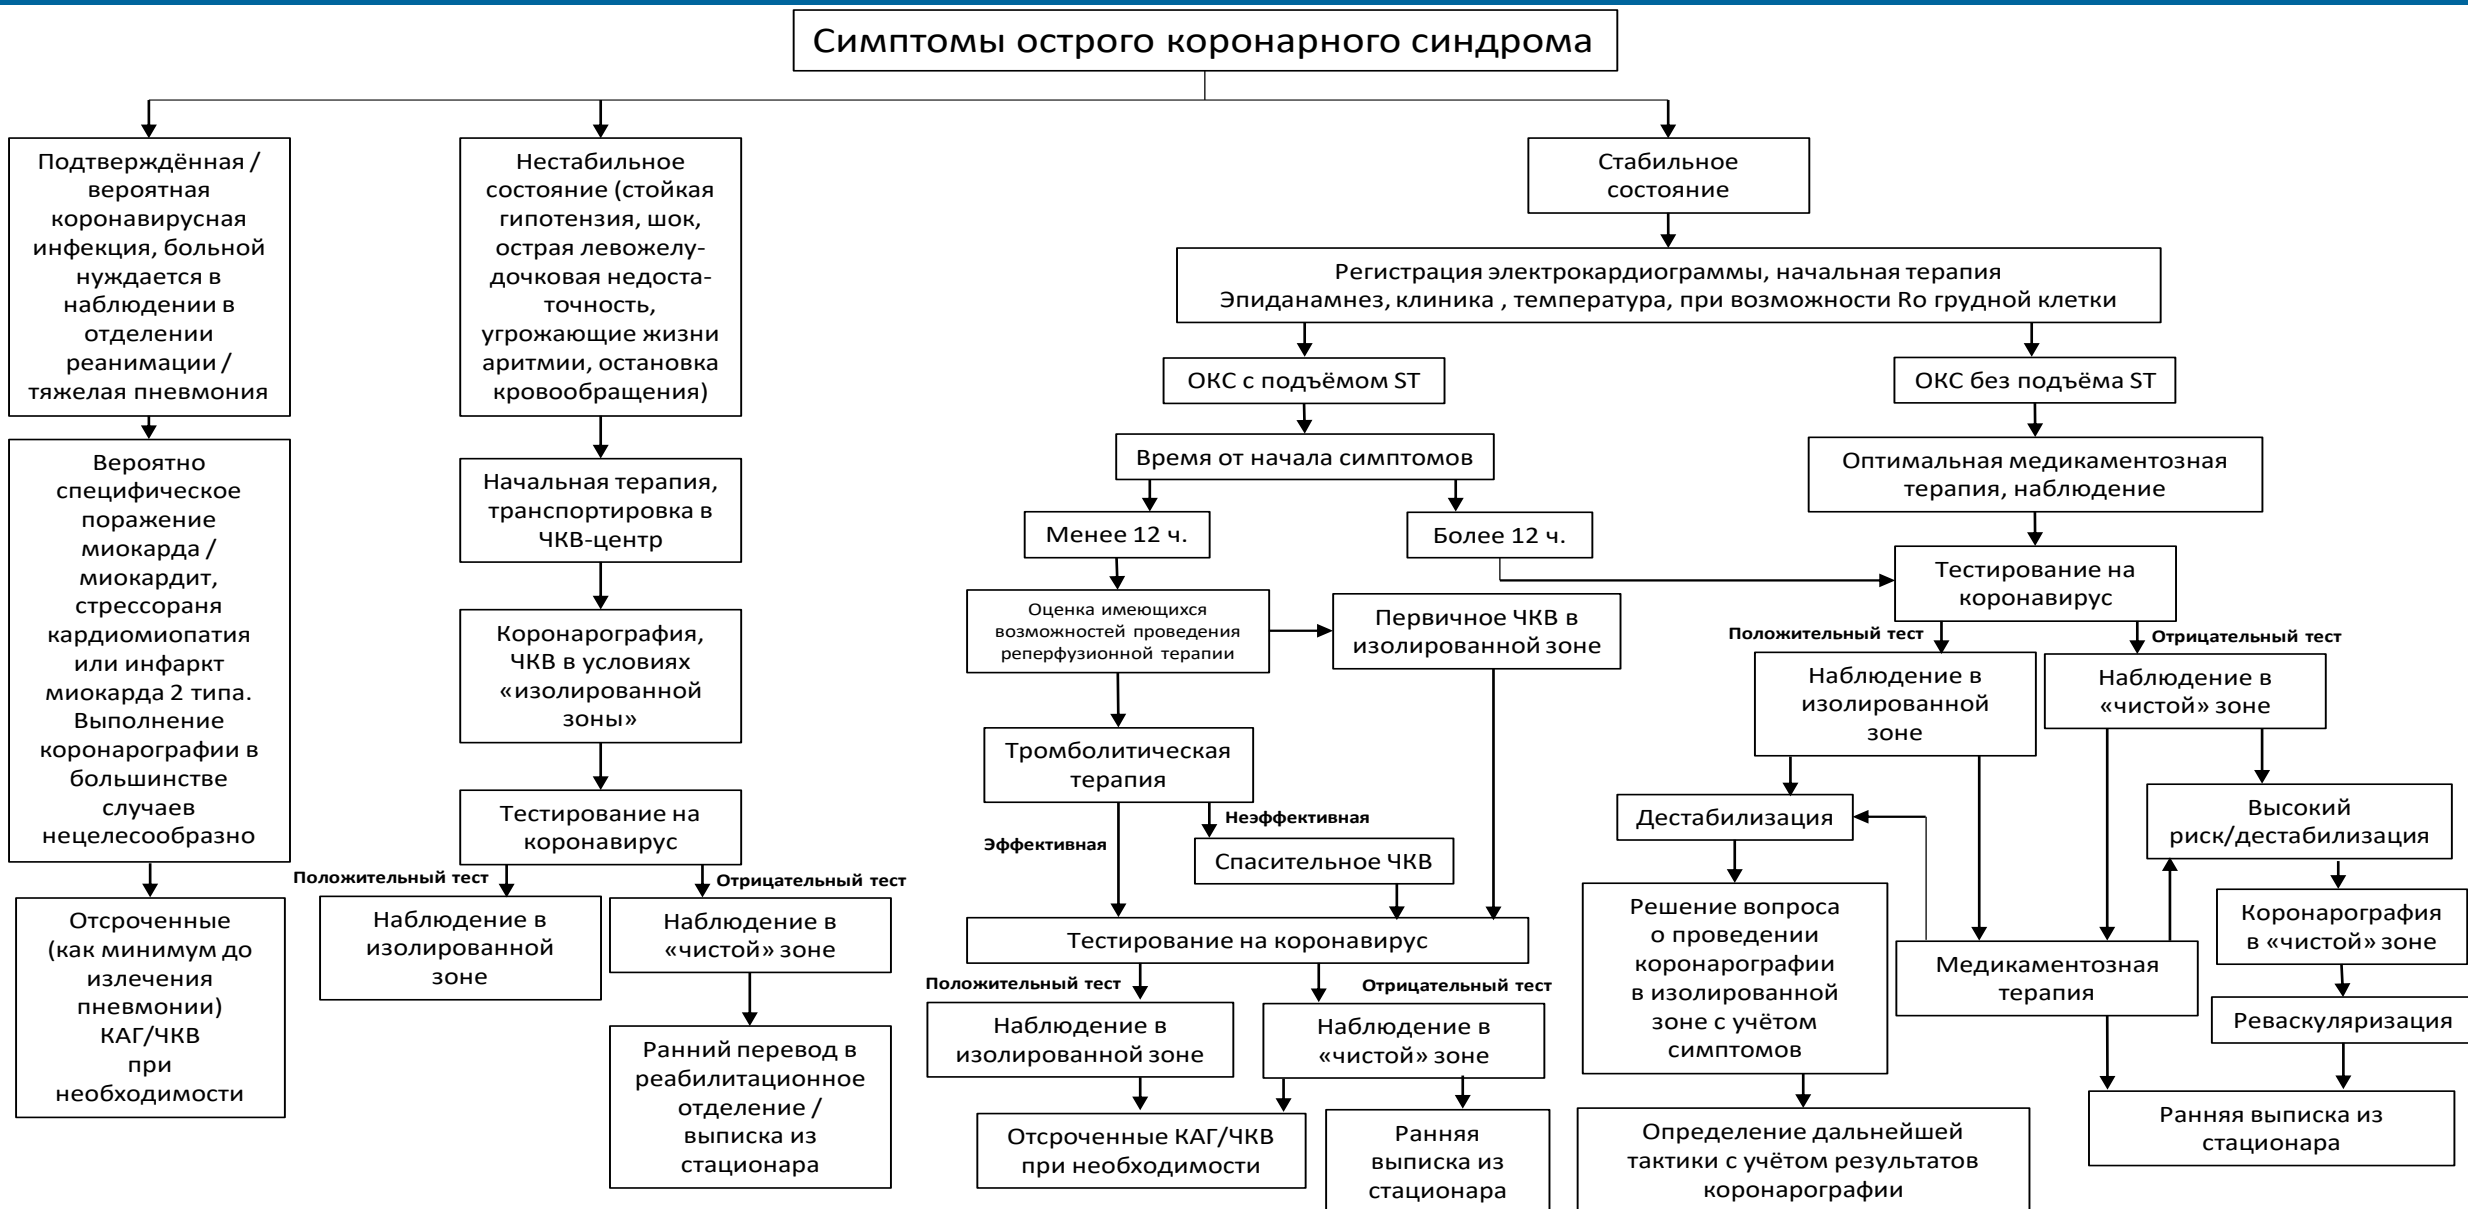 Симптомы острого коронарного синдрома
Подтверждённая /
вероятная
коронавирусная
инфекция, больной
нуждается в
наблюдении в
отделении
реанимации /
тяжелая пневмония
Вероятно
специфическое
поражение
миокарда /
миокардит,
стрессораня
кардиомиопатия
или инфаркт
миокарда 2 типа.
Выполнение
коронарографии в
большинстве
случаев
нецелесообразно
Отсроченные
(как минимум до
излечения
пневмонии)
КАГ/ЧКВ
при
необходимости
Нестабильное
состояние (стойкая
гипотензия, шок,
острая левожелу-
дочковая недоста-
точность,
угрожающие жизни
аритмии, остановка
кровообращения)
Начальная терапия,
транспортировка в
ЧКВ-центр
Коронарография,
ЧКВ в условиях
«изолированной
зоны»
Тестирование на
коронавирус
Положительный тест
Отрицательный тест
Наблюдение в
изолированной
зоне
Наблюдение в
«чистой» зоне
Ранний перевод в
реабилитационное
отделение /
выписка из
стационара
Стабильное
состояние
Регистрация электрокардиограммы, начальная терапия
Эпиданамнез, клиника , температура, при возможности Ro грудной клетки
ОКС с подъёмом ST
Время от начала симптомов
Менее 12 ч.
Более 12 ч.
Оценка имеющихся
возможностей проведения
реперфузионной терапии
Первичное ЧКВ в
изолированной зоне
Тромболитическая
терапия
Неэффективная
Эффективная
Спасительное ЧКВ
Тестирование на коронавирус
Положительный тест
Отрицательный тест
Наблюдение в
изолированной зоне
Наблюдение в
«чистой» зоне
Отсроченные КАГ/ЧКВ
при необходимости
Ранняя
выписка из
стационара
ОКС без подъёма ST
Оптимальная медикаментозная
терапия, наблюдение
Тестирование на
коронавирус
Положительный тест
Отрицательный тест
Наблюдение в
изолированной
зоне
Наблюдение в
«чистой» зоне
Дестабилизация
Высокий
риск/дестабилизация
Решение вопроса
о проведении
коронарографии
в изолированной
зоне с учётом
симптомов
Медикаментозная
терапия
Коронарография
в «чистой» зоне
Реваскуляризация
Определение дальнейшей
тактики с учётом результатов
коронарографии
Ранняя выписка из
стационара